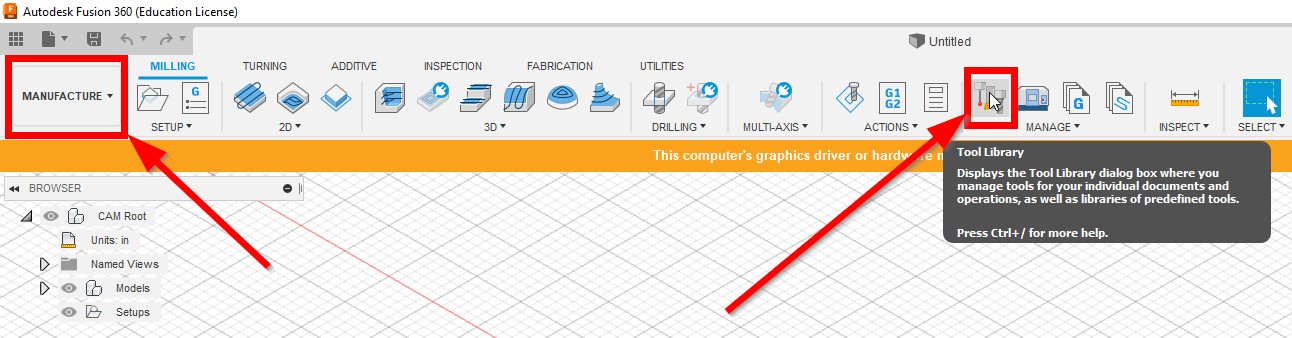 Autodesk Fusion 360 (Education License)
Untitled
MILLING TURNING ADDITIVE INSPECTION FABRICATION UTILITIES
MANUFACTURE
G
G1
G2
G
SETUP 2D 3D DRILLING MULTI-AXIS ACTIONS MANAGE INSPECT SELECT
This computer's graphics driver or hardware
Tool Library
Displays the Tool Library dialog box where you
manage tools for your individual documents and
operations, as well as libraries of predefined tools.
Press Ctrl+/ for more help.
BROWSER
CAM Root
Units: in
Named Views
Models
Setups